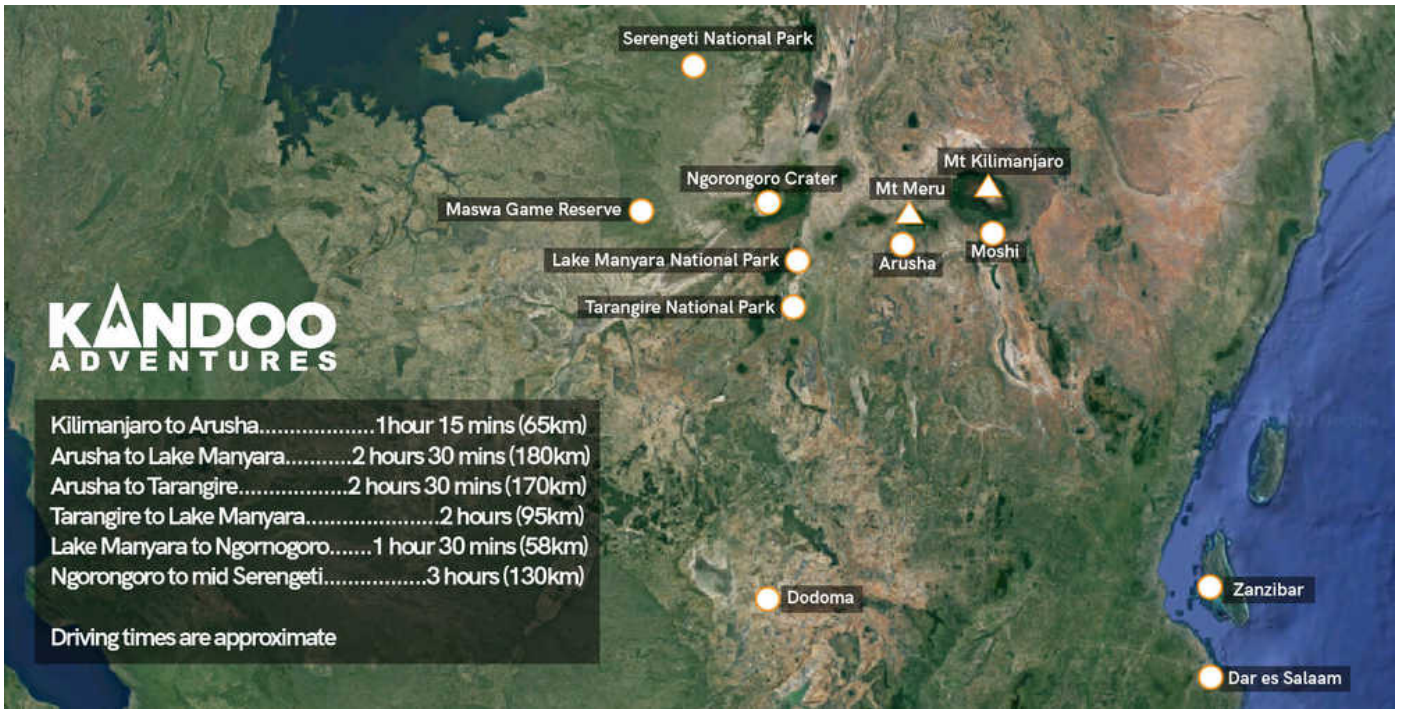 Serengeti National Park
Mt Kilimanjaro
Ngorongoro Crater
Mt Meru
Maswa Game Reserve
Lake Manyara National Park
Arusha
Moshi
Tarangire National Park
KANDOO
ADVENTURES
Kilimanjaro to Arusha...................1hour 15 mins (65km)
Arusha to Lake Manyara...........2 hours 30 mins (180km)
Arusha to Tarangire..................2 hours 30 mins (170km)
Tarangire to Lake Manyara......................2 hours (95km)
Lake Manyara to Ngornogoro.......1 hour 30 mins (58km)
Ngorongoro to mid Serengeti.................3 hours (130km)
Driving times are approximate
Dodoma
Zanzibar
Dar es Salaam